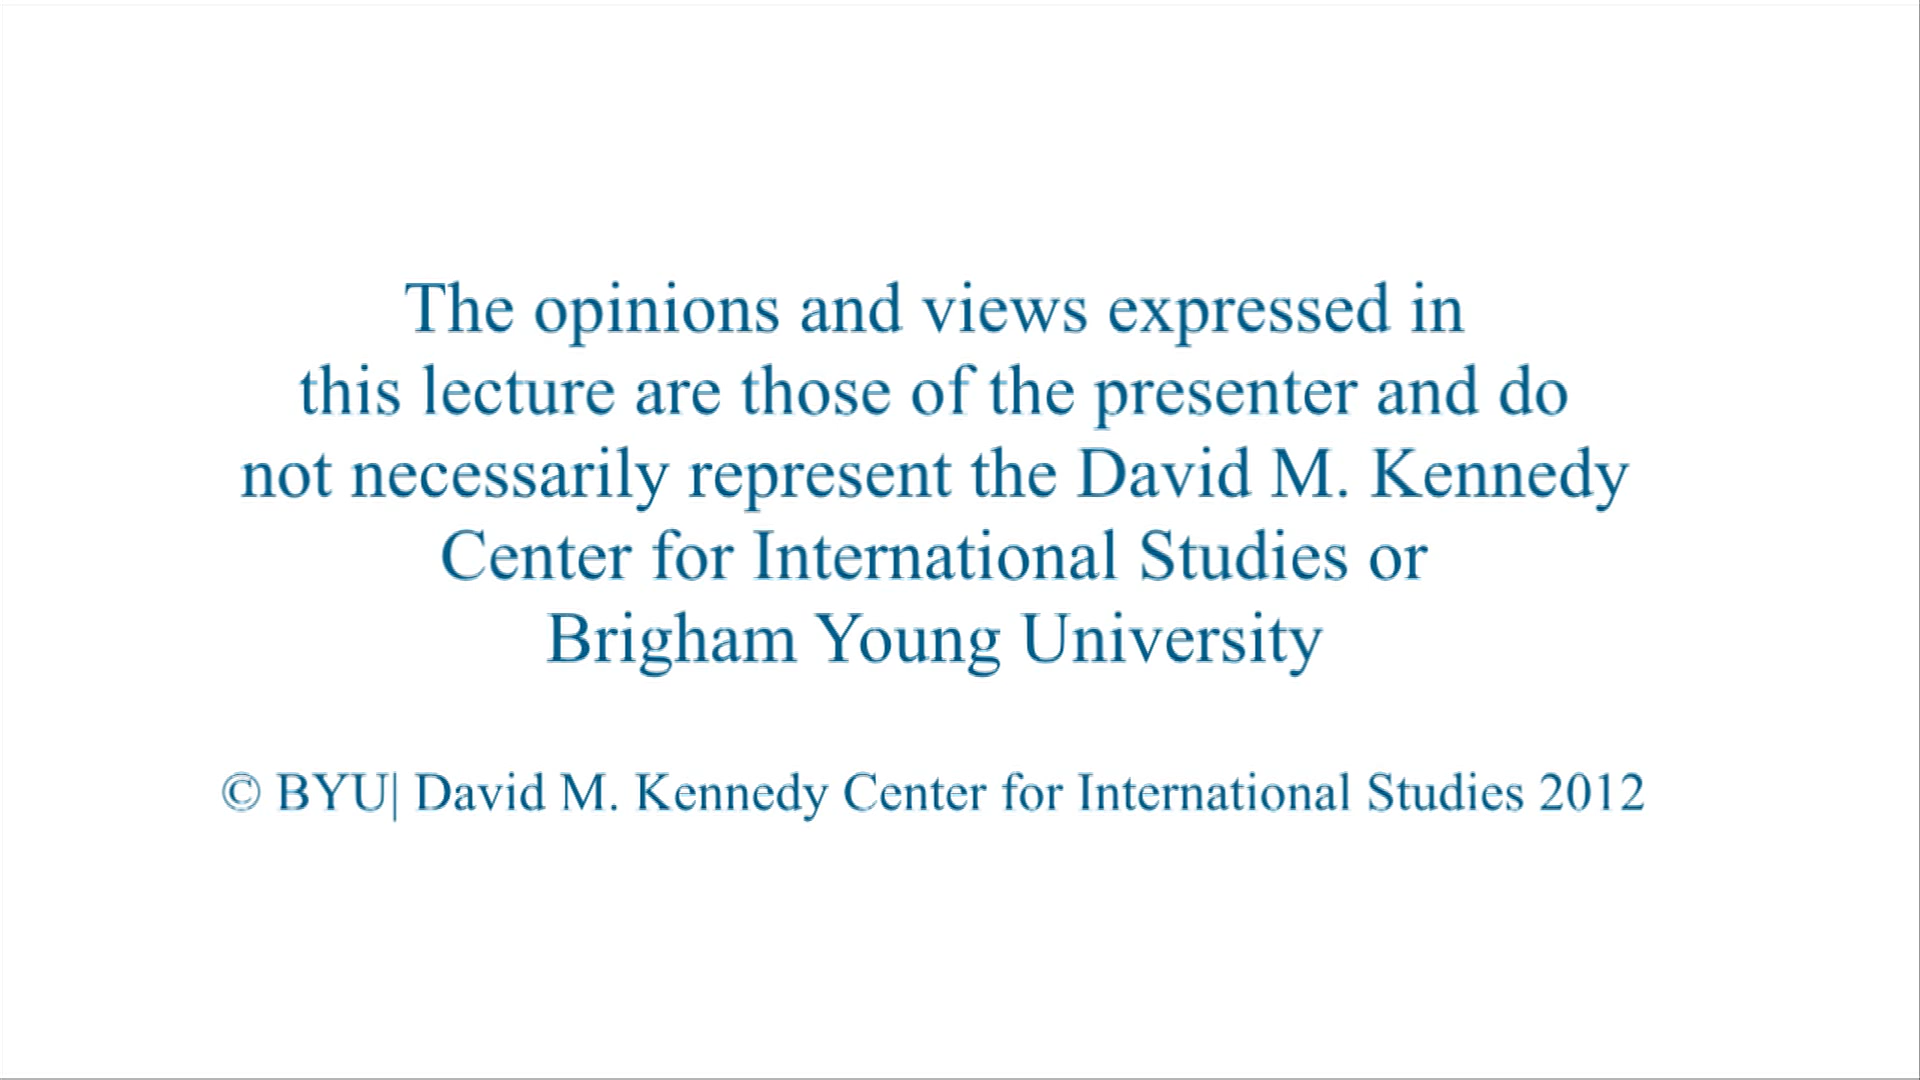 The opinions and views expressed in
this lecture are those of the presenter and do
not necessarily represent the David M. Kennedy
Center for International Studies or
Brigham Young University
© BYU| David M. Kennedy Center for International Studies 2012